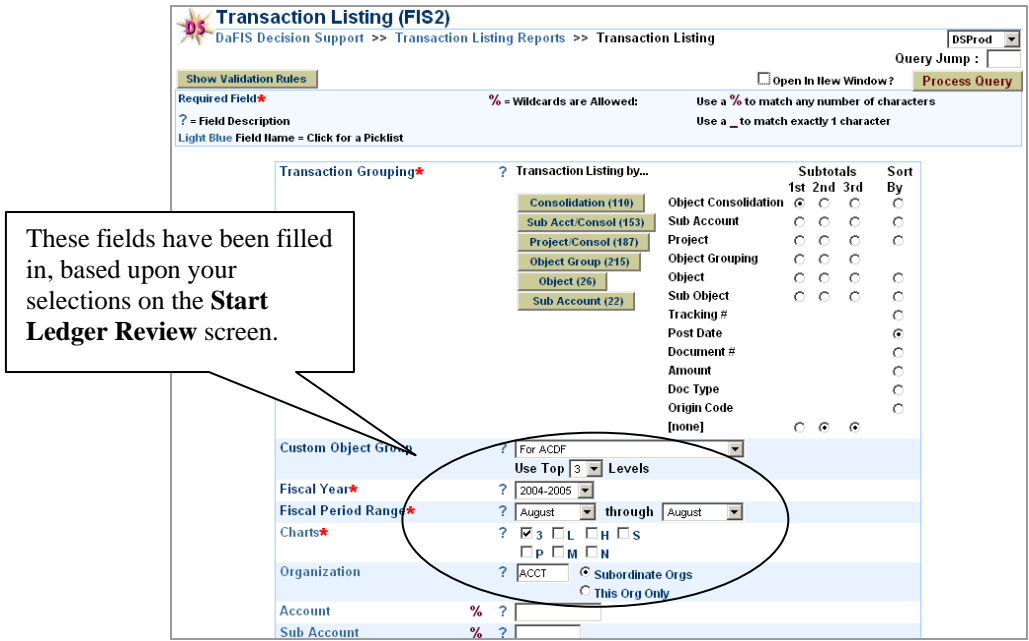 DS
Transaction Listing (FIS2)
DaFIS Decision Support >> Transaction Listing Reports >> Transaction Listing
DSProd
Query Jump :
Show Validation Rules
Open In New Window?
Process Query
Required Field*
% = Wildcards are Allowed:
Use a % to match any number of characters
? = Field Description
Use a _ to match exactly 1 character
Light Blue Field Name = Click for a Picklist
Transaction Grouping*
? Transaction Listing by...
Subtotals
Sort
1st 2nd 3rd
By
Consolidation (110)
Object Consolidation
Sub Acct/Consol (153)
Sub Account
Project/Consol (187)
Project
Object Group (215)
Object Grouping
Object (26)
Object
Sub Account (22)
Sub Object
Tracking #
Post Date
Document #
Amount
Doc Type
Origin Code
[none]
These fields have been filled
in, based upon your
selections on the Start
Ledger Review screen.
Custom Object Group ? For ACDF
Use Top 3 Levels
Fiscal Year* ? 2004-2005
Fiscal Period Range* ? August through August
Charts* ? 3 L H S
P M N
Organization ? ACCT Subordinate Orgs
This Org Only
Account % ?
Sub Account % ?